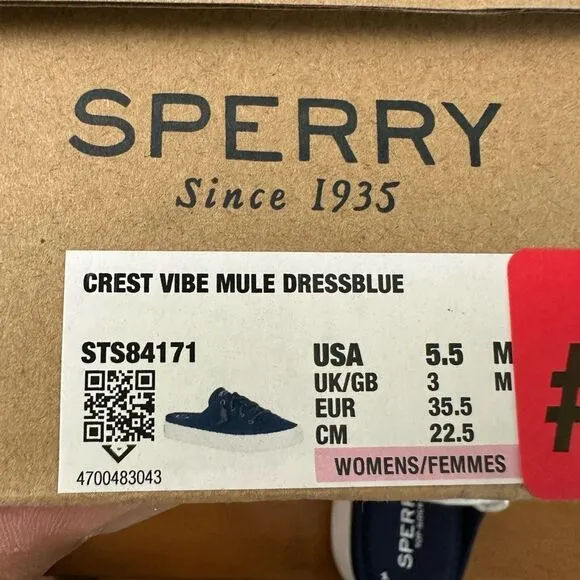 SPERRY
Since 1935
CREST VIBE MULE DRESSBLUE
STS84171
USA 5.5 M
UK/GB 3 M
EUR 35.5
CM 22.5
WOMENS/FEMMES
4700483043
#
SPERRY